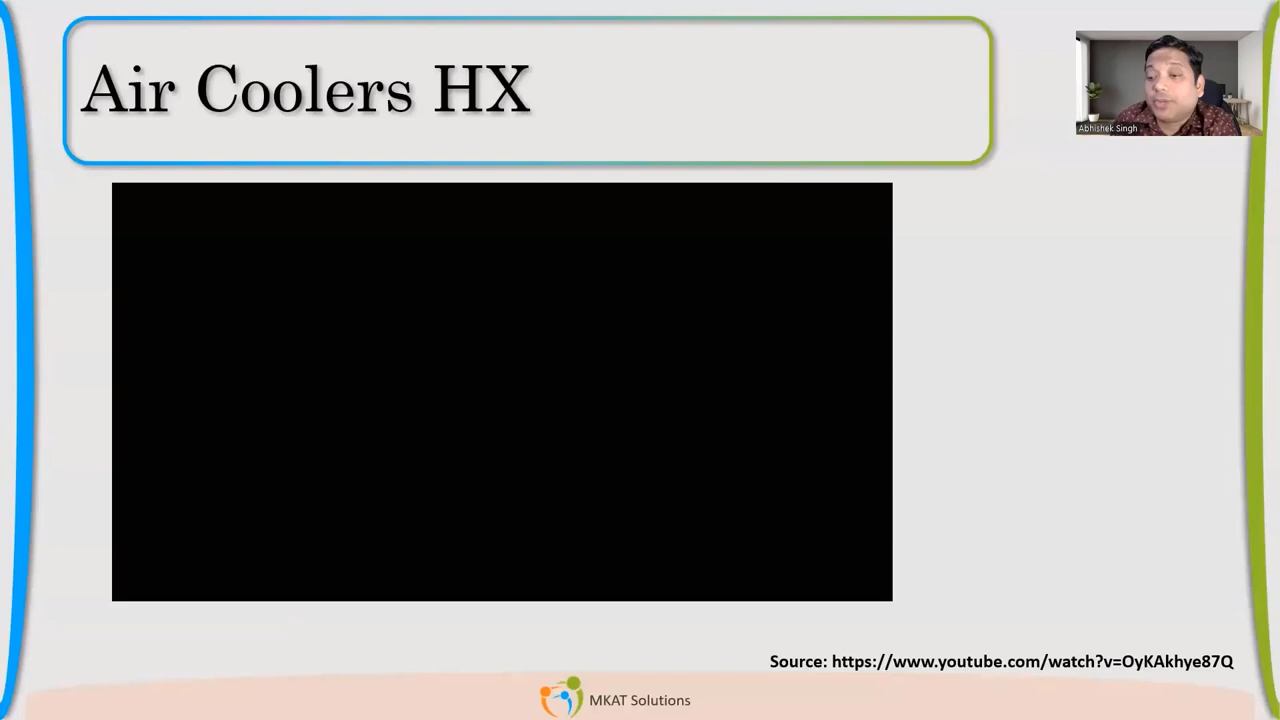 Air Coolers HX
Abhishek Singh
Source: https://www.youtube.com/watch?v=OyKAkhye87Q
MKAT Solutions